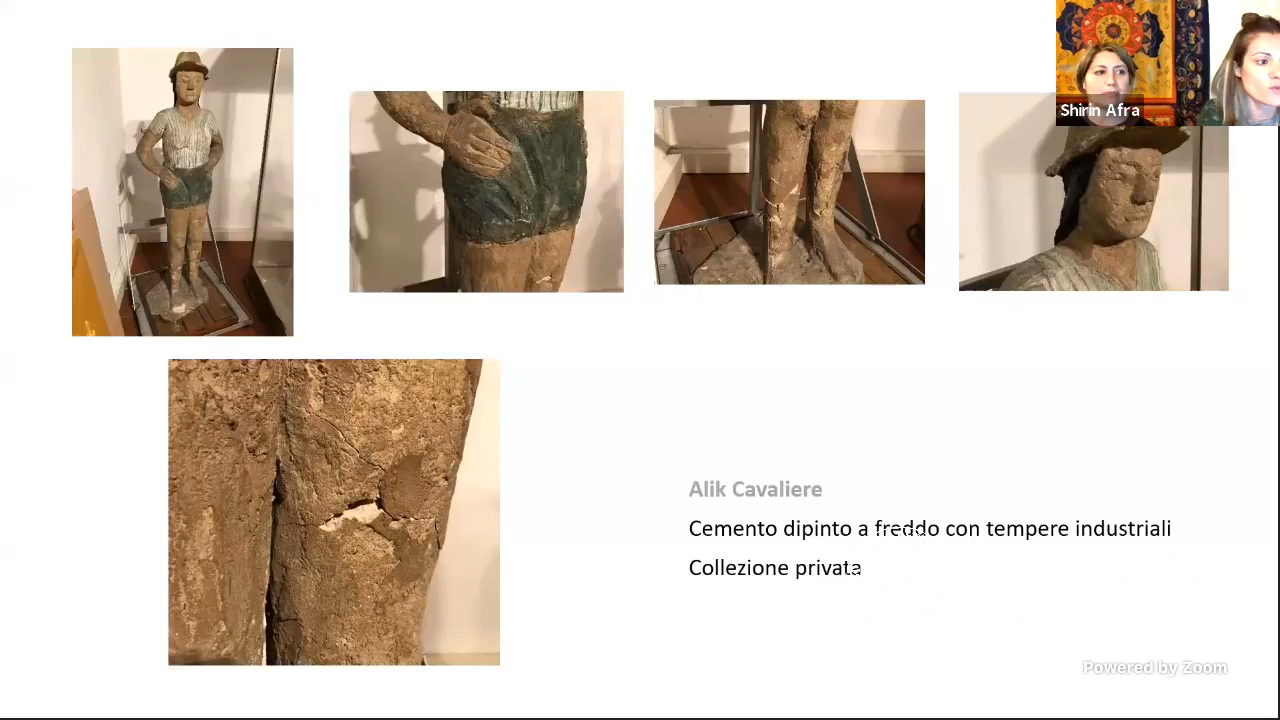 Shirin Afra
Alik Cavaliere
Cemento dipinto a freddo con tempere industriali
Collezione privata
Powered by Zoom